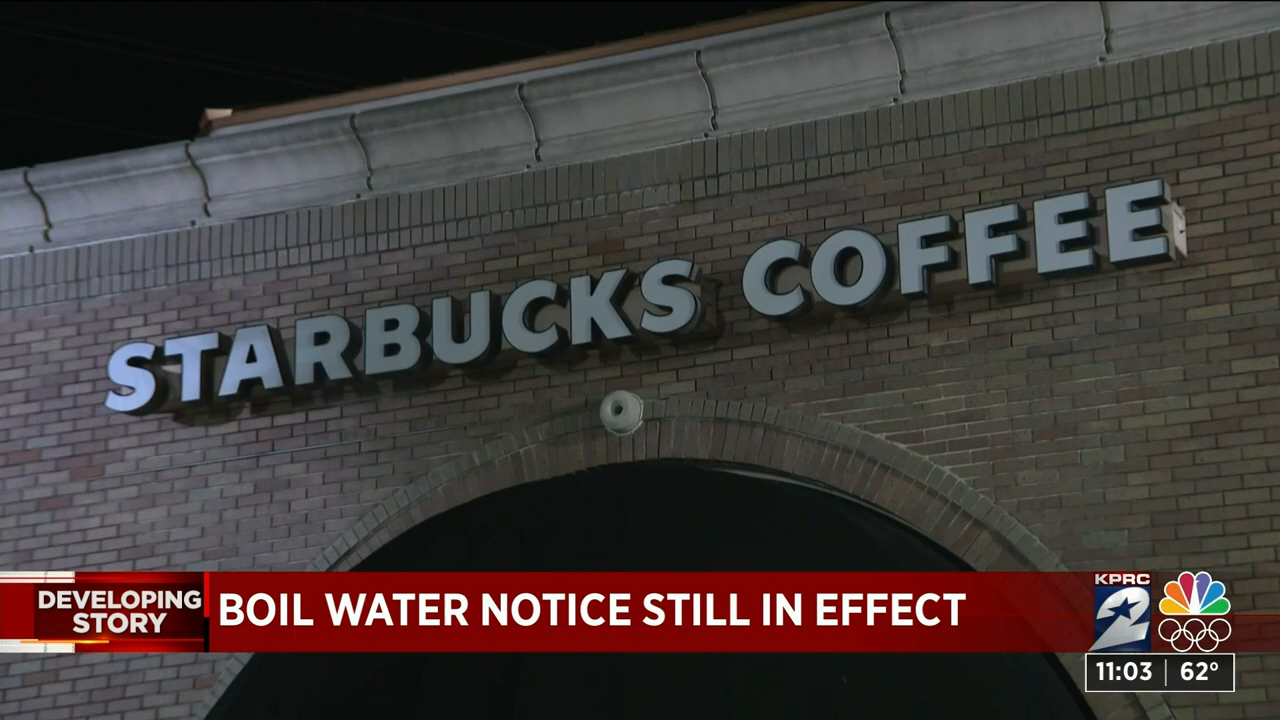 STARBUCKS COFFEE
DEVELOPING
STORY
BOIL WATER NOTICE STILL IN EFFECT
KPRC
2
11:03 62°